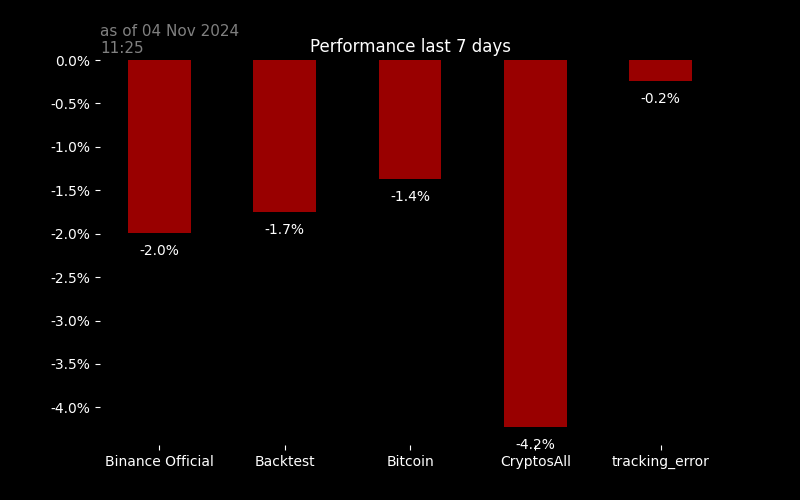 as of 04 Nov 2024
11:25
Performance last 7 days
0.0%
-0.5%
-1.0%
-1.5%
-2.0%
-2.5%
-3.0%
-3.5%
-4.0%
-2.0%
-1.7%
-1.4%
-4.2%
-0.2%
Binance Official
Backtest
Bitcoin
CryptosAll
tracking_error